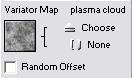 Variator Map plasma cloud
Choose
None
Random Offset